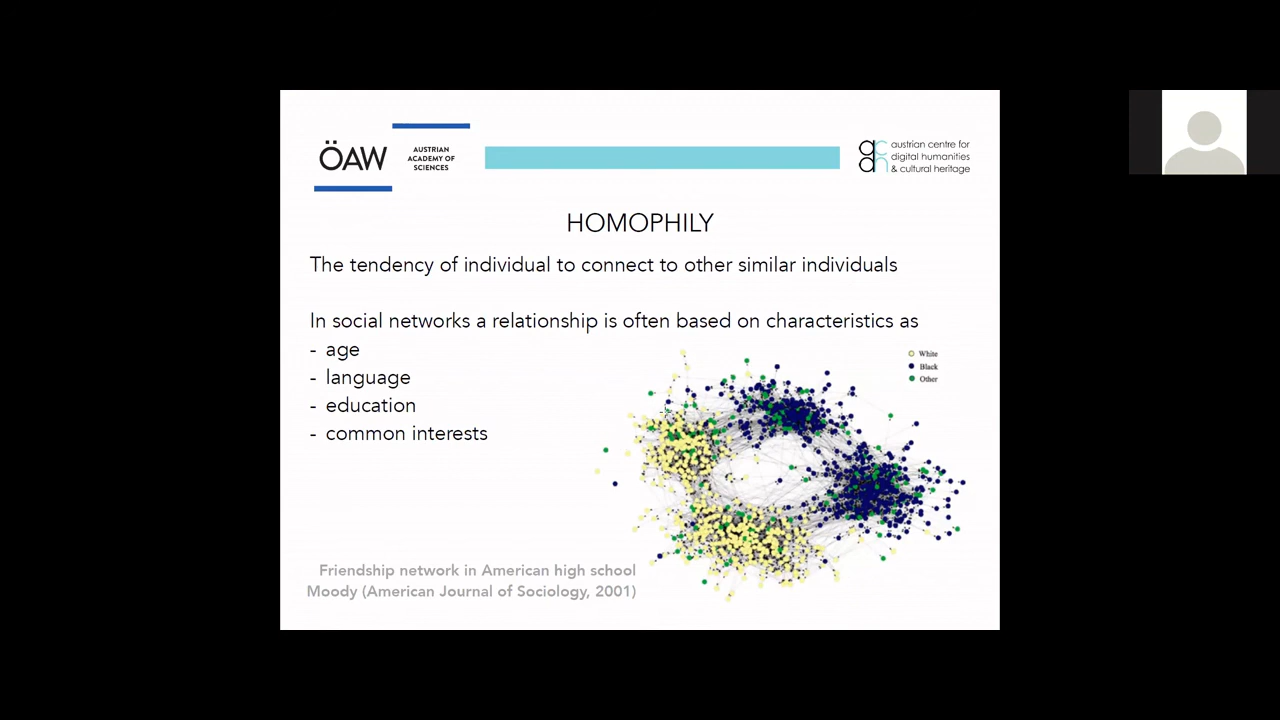 ÖAW
AUSTRIAN
ACADEMY OF
SCIENCES
austrian centre for
digital humanities
& cultural heritage
HOMOPHILY
The tendency of individual to connect to other similar individuals
In social networks a relationship is often based on characteristics as
- age
- language
- education
- common interests
White
Black
Other
Friendship network in American high school
Moody (American Journal of Sociology, 2001)